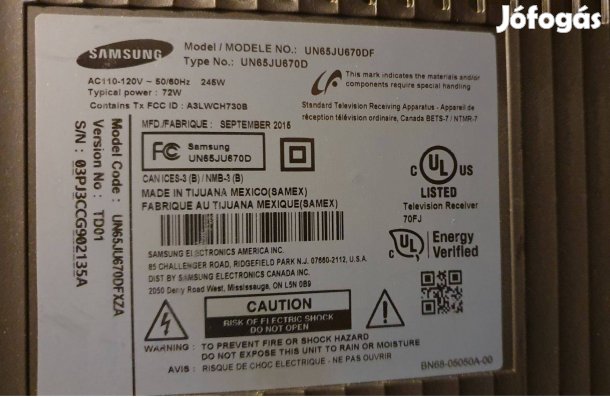 Jófogás
SAMSUNG
Model / MODELE NO.: UN65JU670DF
Type No.: UN65JU670D
AC110-120V ~ 50/60Hz 245W
Typical power : 72W
Contains Tx FCC ID : A3LWCH730B
This mark indicates the materials and/or
components require special handling
Standard Television Receiving Apparatus - Appareil de
réception télévision ordinaire, Canada BETS-7 / NTMR-7
MFD/FABRIQUE: SEPTEMBER 2015
FC Samsung
UN65JU670D
CAN ICES-3 (B) / NMB-3 (B)
MADE IN TIJUANA MEXICO(SAMEX)
FABRIQUE AU TIJUANA MEXIQUE(SAMEX)
C UL US
LISTED
Television Receiver
70FJ
C UL Energy
Verified
SAMSUNG ELECTRONICS AMERICA INC.
85 CHALLENGER ROAD, RIDGEFIELD PARK N.J. 07660-2112, U.S.A.
DIST BY SAMSUNG ELECTRONICS CANADA INC.
2050 Derry Road West, Mississauga, ON L5N 0B9
CAUTION
RISK OF ELECTRIC SHOCK
DO NOT OPEN
WARNING : TO PREVENT FIRE OR SHOCK HAZARD
DO NOT EXPOSE THIS UNIT TO RAIN OR MOISTURE
AVIS : RISQUE DE CHOC ELECTRIQUE - NE PAS OUVRIR
BN68-05050A-00
Model Code : UN65JU670DFXZA
Version No : TD01
S/N : 03PJ3CCG902135A